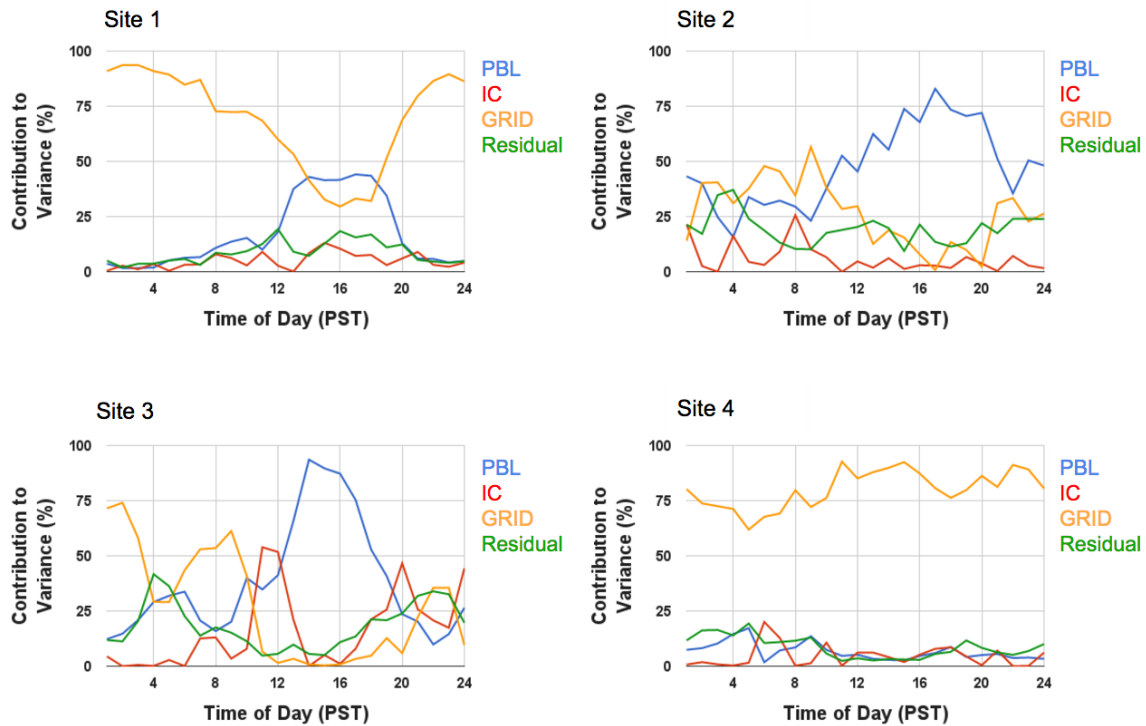 Site 1
100
75
50
25
0
Contribution to
Variance (%)
4
8
12
16
20
24
Time of Day (PST)
PBL
IC
GRID
Residual
Site 2
100
75
50
25
0
Contribution to
Variance (%)
4
8
12
16
20
24
Time of Day (PST)
PBL
IC
GRID
Residual
Site 3
100
75
50
25
0
Contribution to
Variance (%)
4
8
12
16
20
24
Time of Day (PST)
PBL
IC
GRID
Residual
Site 4
100
75
50
25
0
Contribution to
Variance (%)
4
8
12
16
20
24
Time of Day (PST)
PBL
IC
GRID
Residual